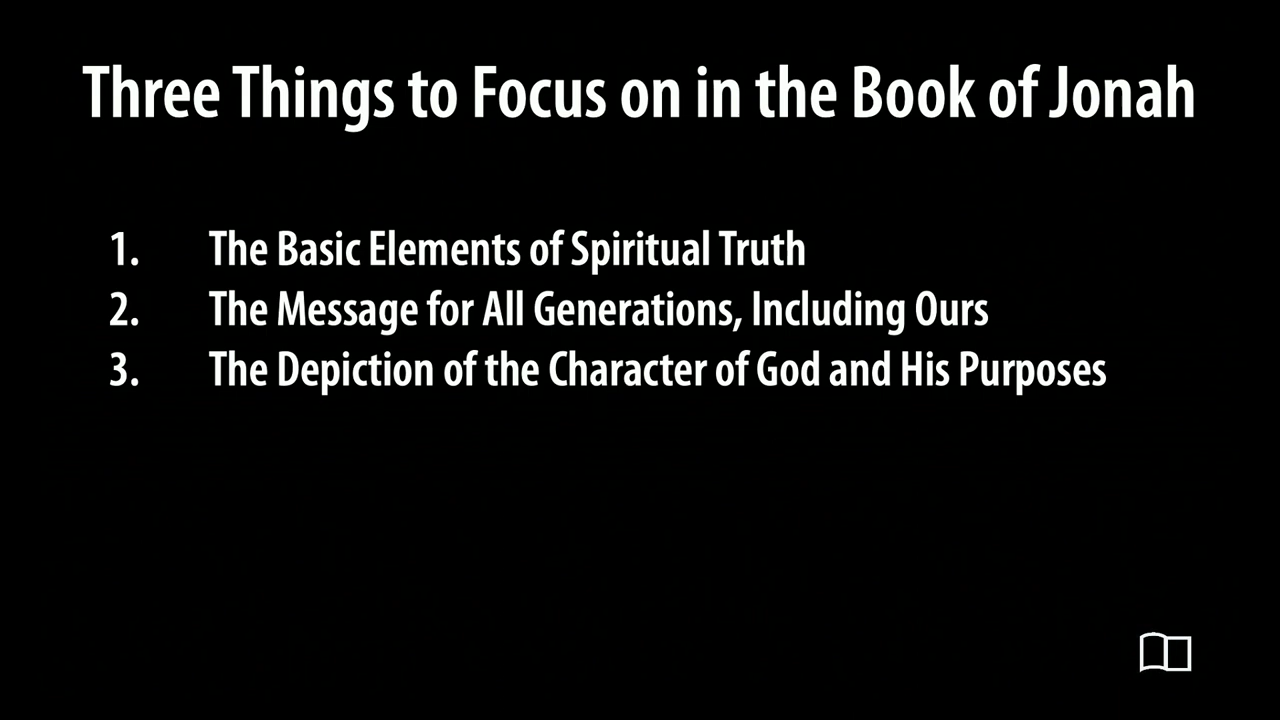 Three Things to Focus on in the Book of Jonah
1. The Basic Elements of Spiritual Truth
2. The Message for All Generations, Including Ours
3. The Depiction of the Character of God and His Purposes